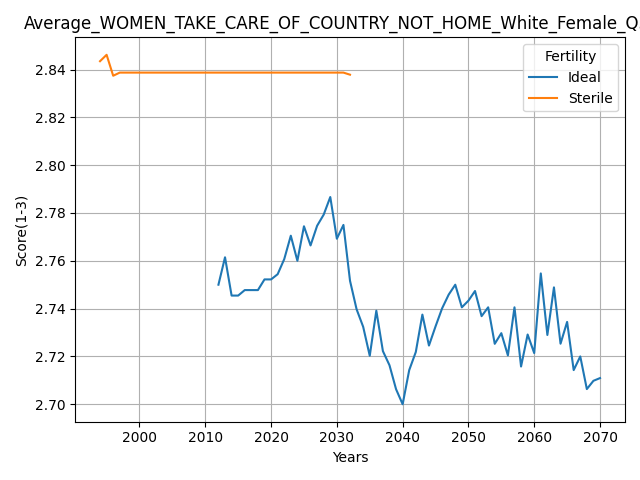 Average_WOMEN_TAKE_CARE_OF_COUNTRY_NOT_HOME_White_Female_Q
Fertility
Ideal
Sterile
2.84
2.82
2.80
2.78
2.76
2.74
2.72
2.70
Score(1-3)
2000 2010 2020 2030 2040 2050 2060 2070
Years